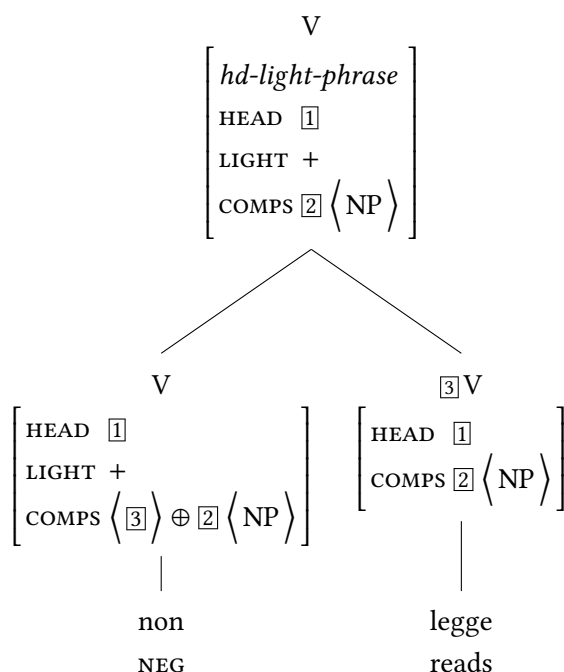 V
hd-light-phrase
HEAD 1
LIGHT +
COMPS 2 ⟨ NP ⟩
V
HEAD 1
LIGHT +
COMPS ⟨ 3 ⟩ ⊕ 2 ⟨ NP ⟩
3 V
HEAD 1
COMPS 2 ⟨ NP ⟩
non
NEG
legge
reads